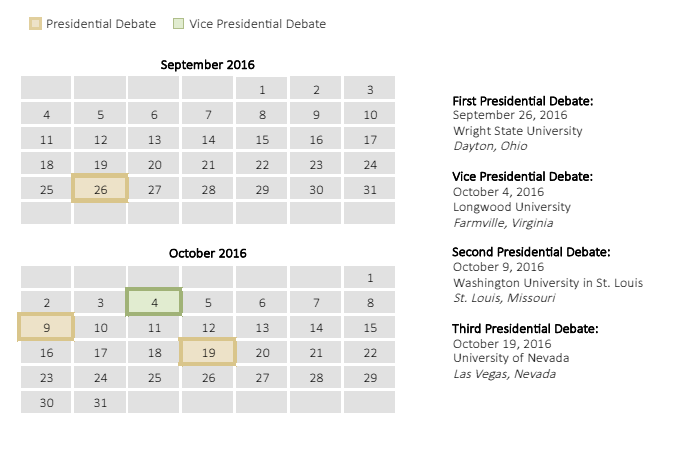 Presidential Debate Vice Presidential Debate
September 2016
1 2 3
4 5 6 7 8 9 10
11 12 13 14 15 16 17
18 19 20 21 22 23 24
25 26 27 28 29 30 31
October 2016
1
2 3 4 5 6 7 8
9 10 11 12 13 14 15
16 17 18 19 20 21 22
23 24 25 26 27 28 29
30 31
First Presidential Debate:
September 26, 2016
Wright State University
Dayton, Ohio
Vice Presidential Debate:
October 4, 2016
Longwood University
Farmville, Virginia
Second Presidential Debate:
October 9, 2016
Washington University in St. Louis
St. Louis, Missouri
Third Presidential Debate:
October 19, 2016
University of Nevada
Las Vegas, Nevada